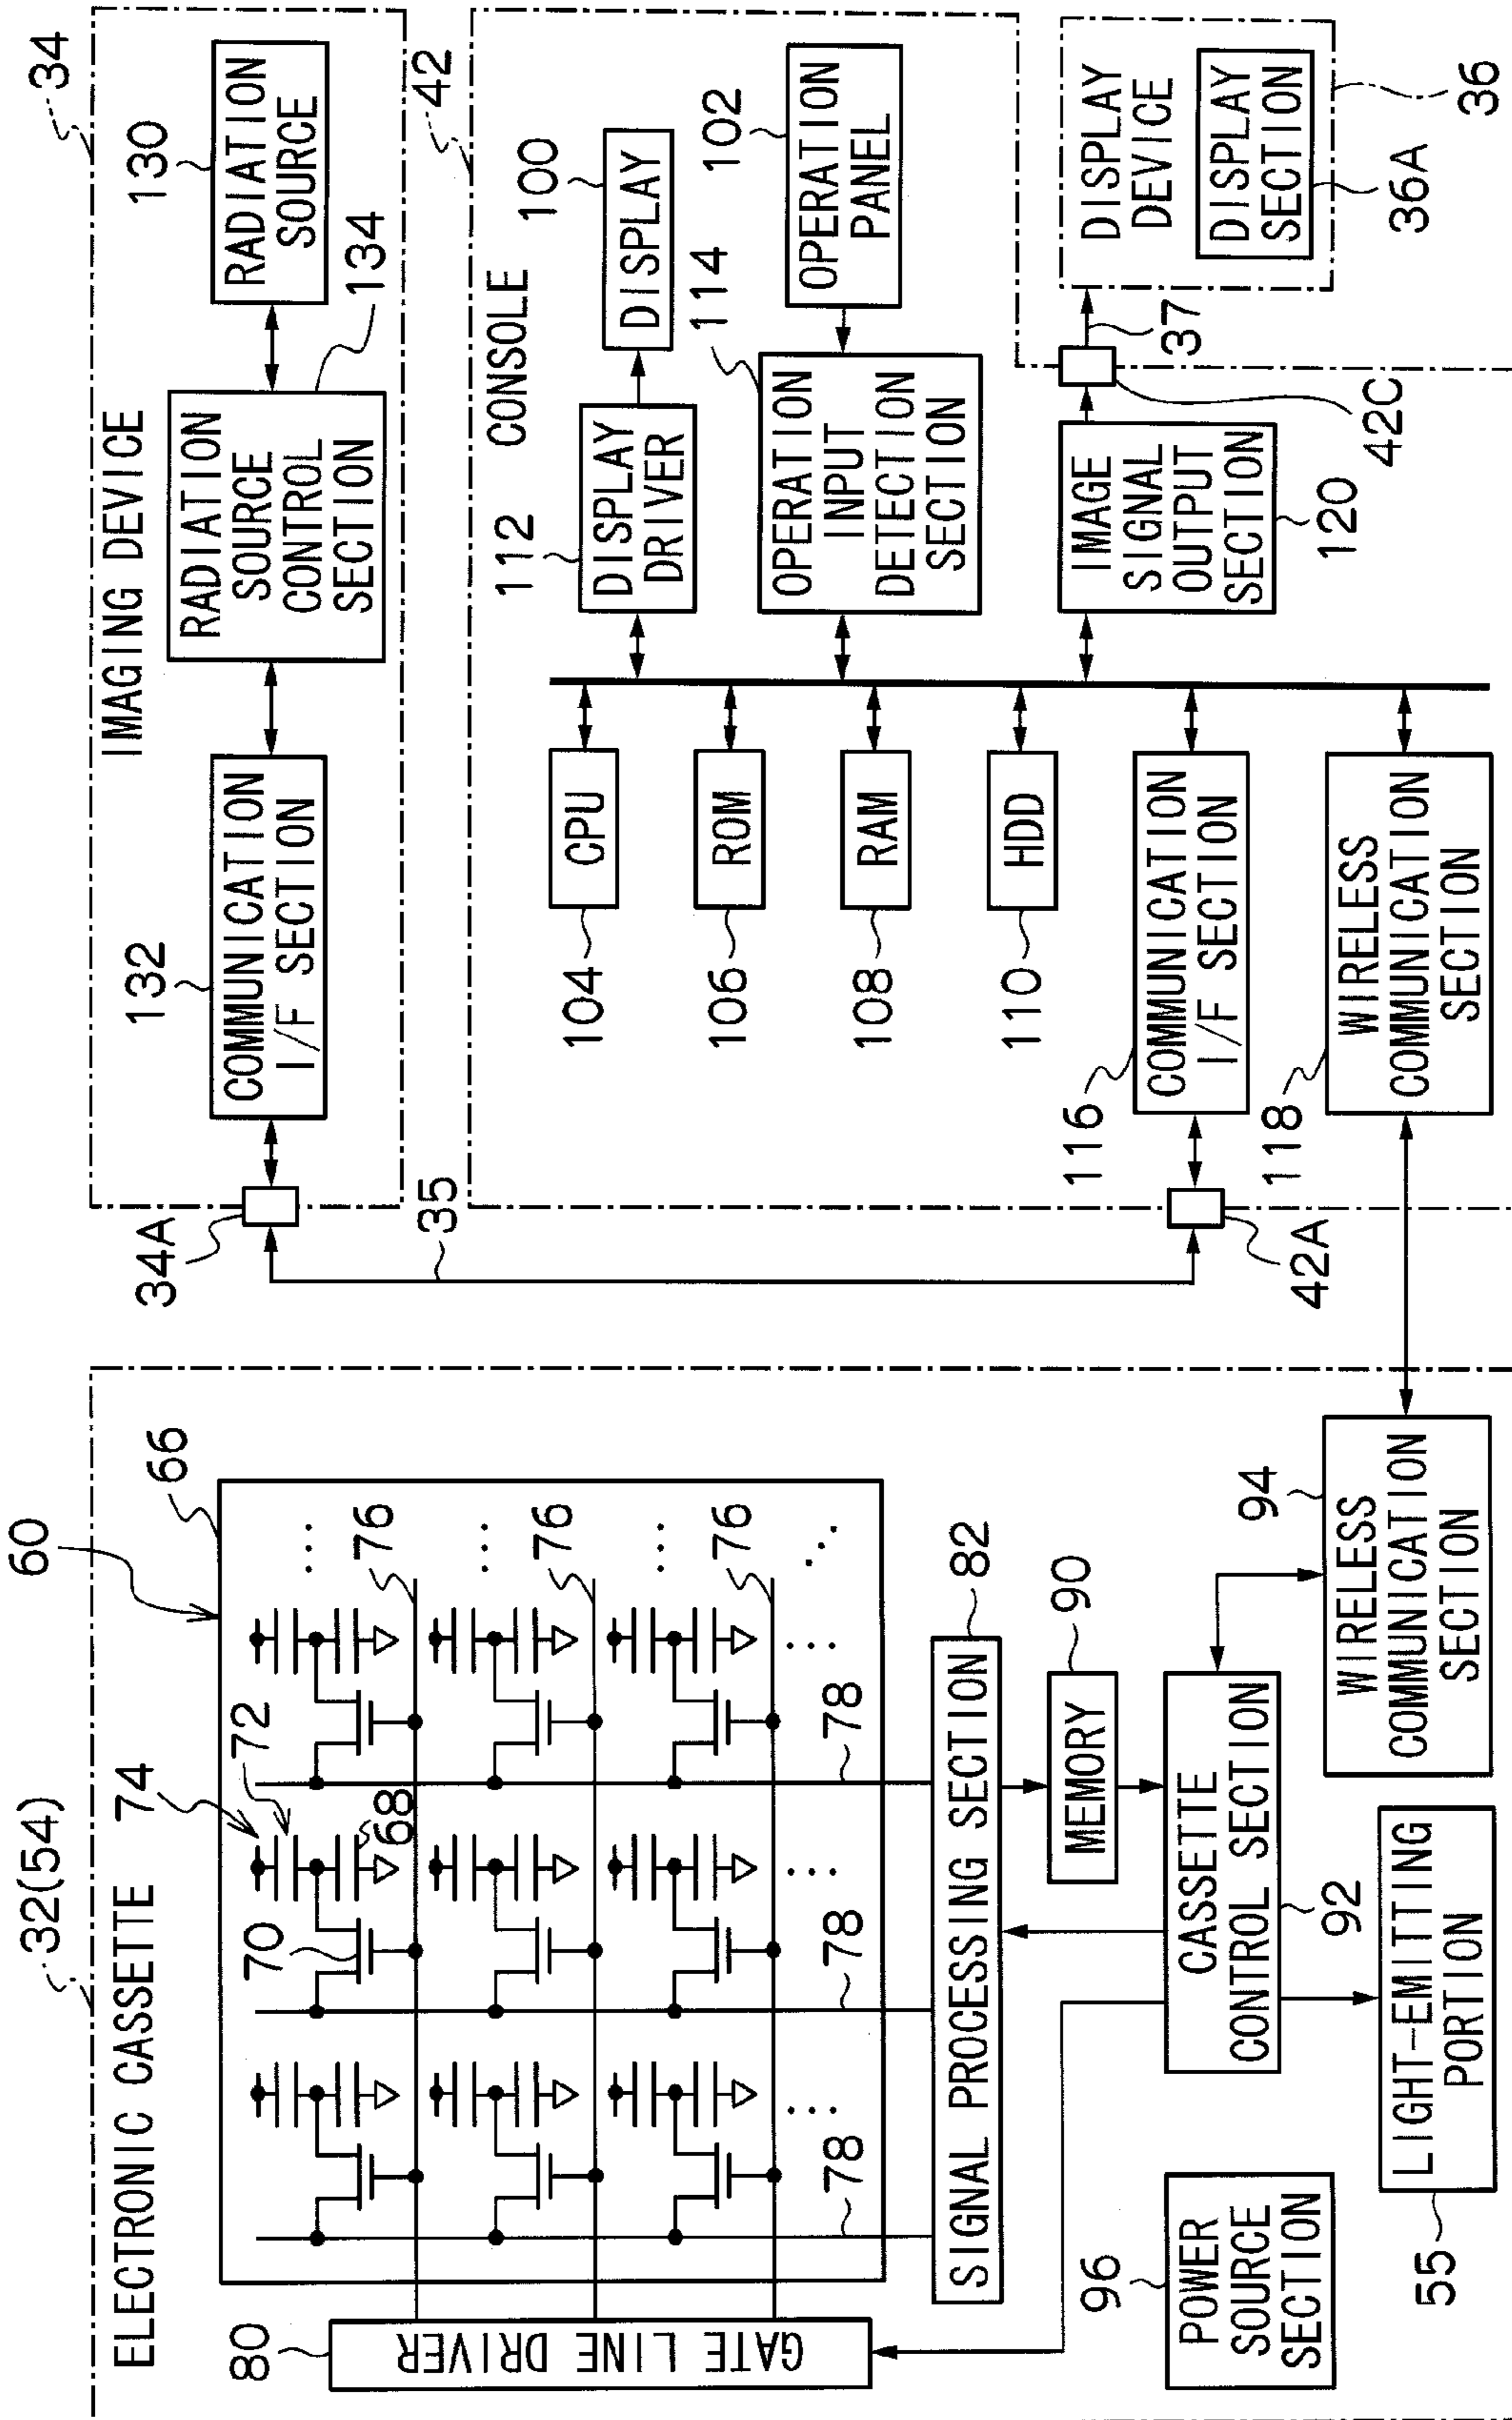 32(54)
ELECTRONIC CASSETTE
60
66
74
72
70
68
76
76
76
78
78
78
80
GATE LINE DRIVER
SIGNAL PROCESSING SECTION
82
MEMORY
90
CASSETTE
CONTROL SECTION
92
WIRELESS
COMMUNICATION
SECTION
94
POWER
SOURCE
SECTION
96
LIGHT-EMITTING
PORTION
55
34
IMAGING DEVICE
34A
35
132
COMMUNICATION
I/F SECTION
RADIATION
SOURCE
CONTROL
SECTION
134
130
RADIATION
SOURCE
42
CONSOLE
CPU
104
ROM
106
RAM
108
HDD
110
116
COMMUNICATION
I/F SECTION
42A
118
WIRELESS
COMMUNICATION
SECTION
112
DISPLAY
DRIVER
100
DISPLAY
114
OPERATION
INPUT
DETECTION
SECTION
102
OPERATION
PANEL
IMAGE
SIGNAL
OUTPUT
SECTION
120
42C
37
DISPLAY
DEVICE
DISPLAY
SECTION
36A
36